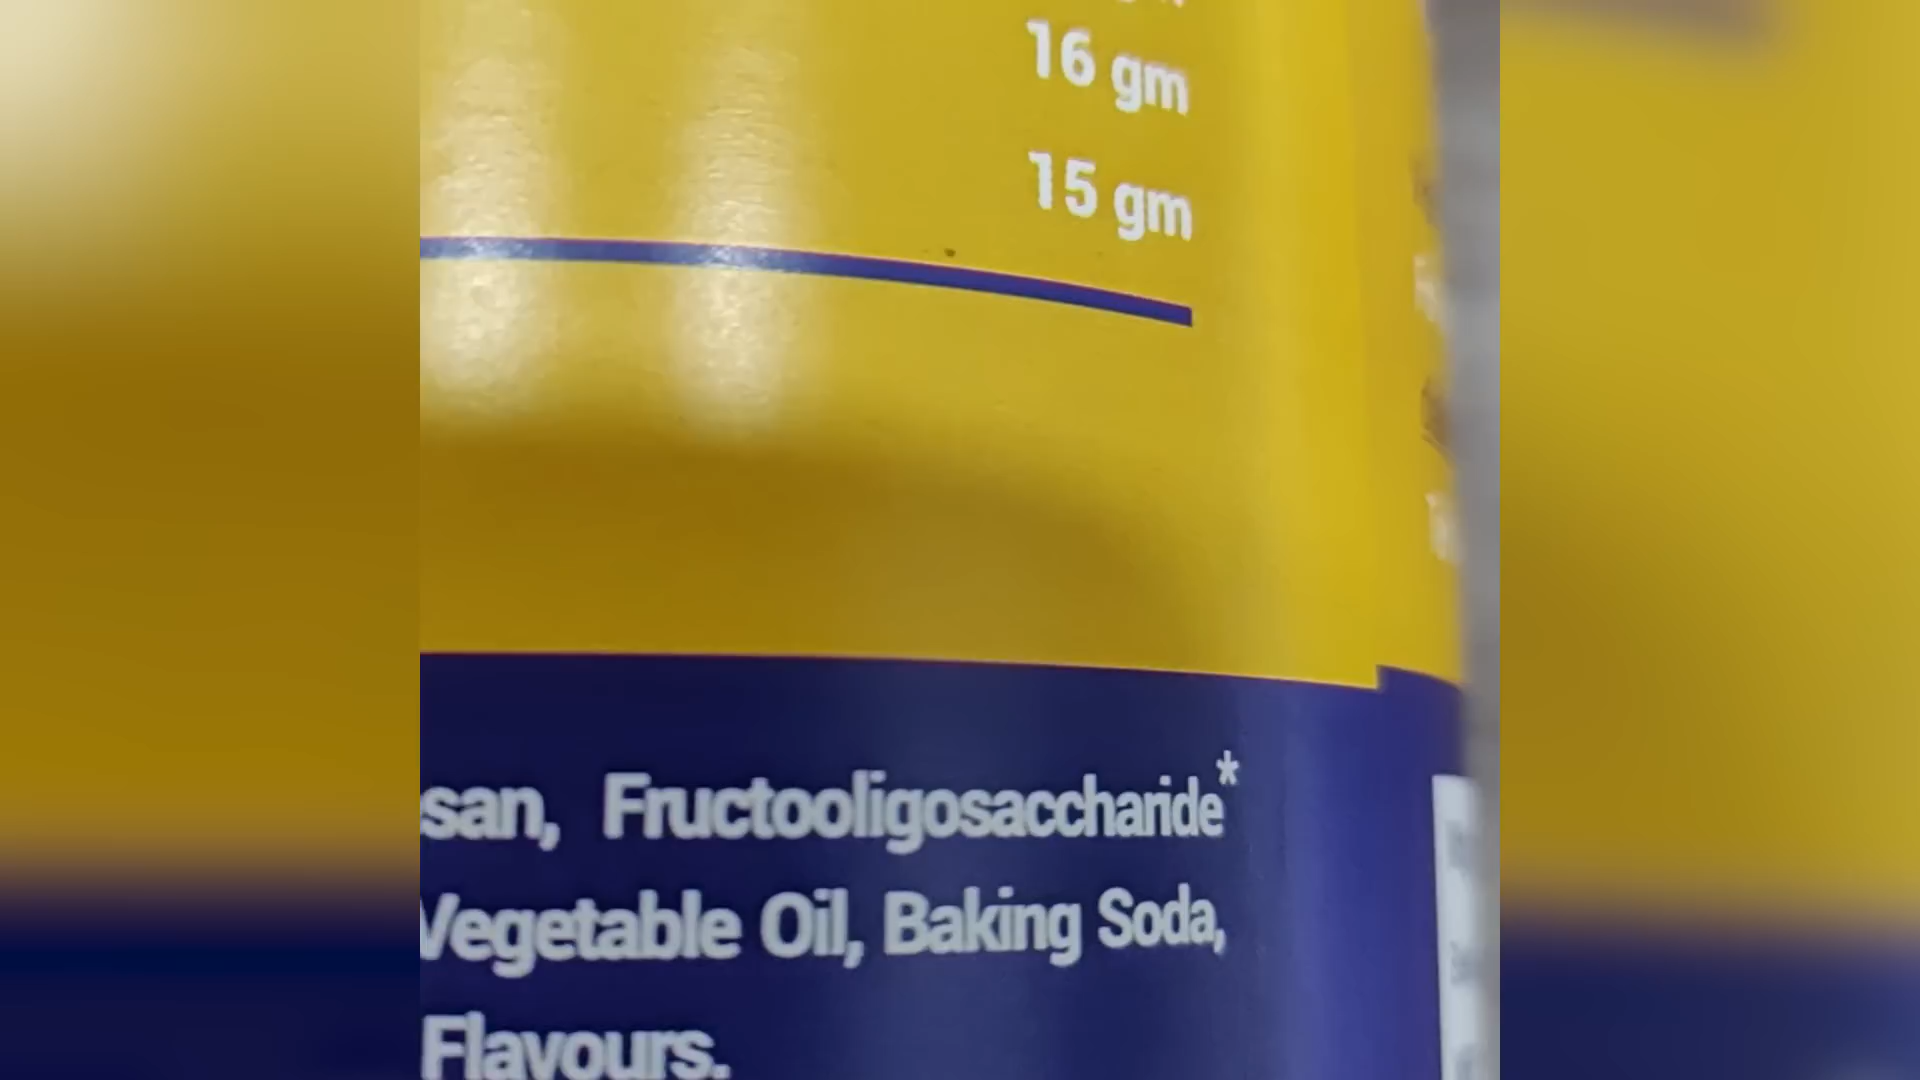 16 gm
15 gm
san, Fructooligosaccharide*
Vegetable Oil, Baking Soda,
Flavours.